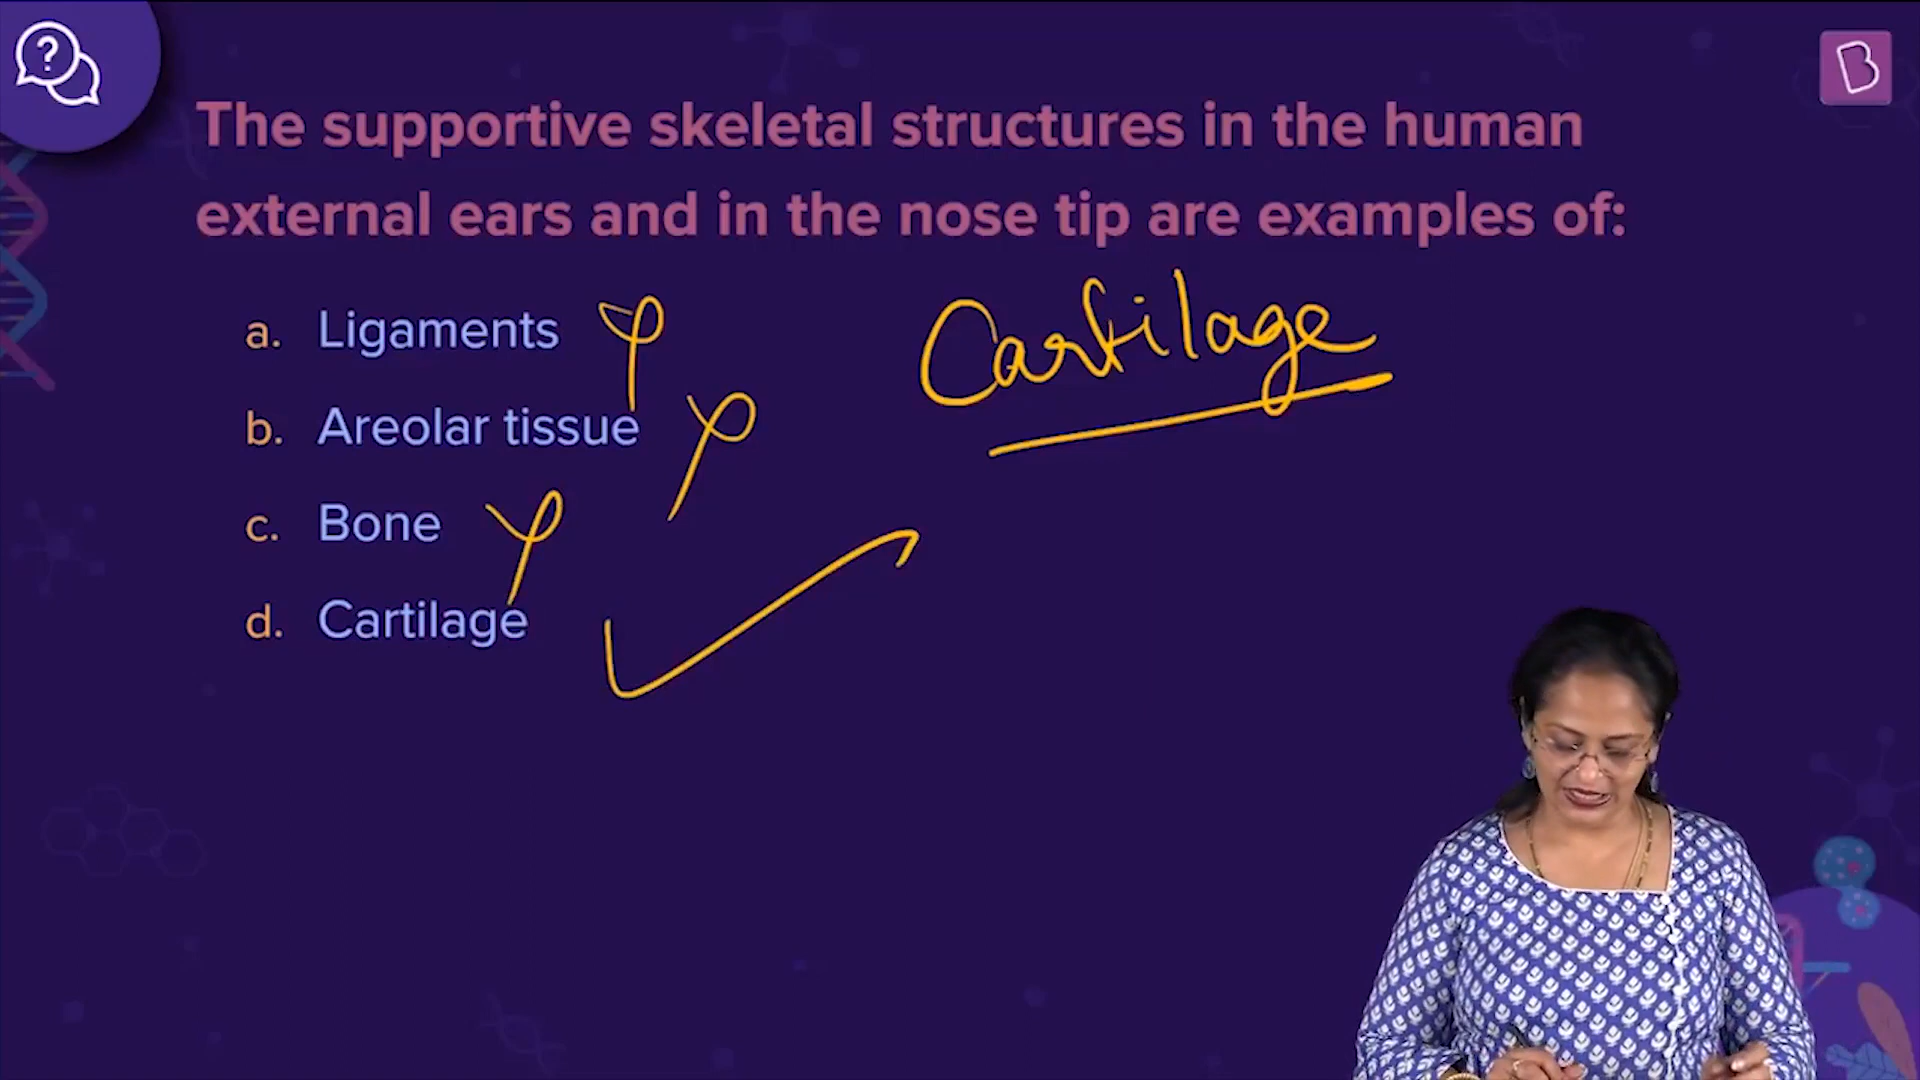 ?
B
The supportive skeletal structures in the human
external ears and in the nose tip are examples of:
a. Ligaments
Cartilage
b. Areolar tissue
c. Bone
d. Cartilage